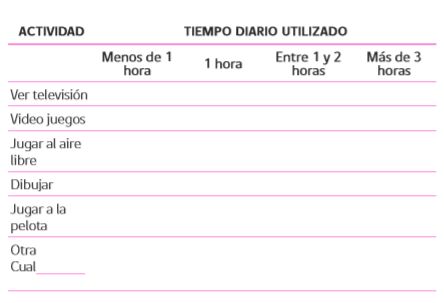 ACTIVIDAD TIEMPO DIARIO UTILIZADO
Menos de 1 hora 1 hora Entre 1 y 2 horas Más de 3 horas
Ver televisión
Video juegos
Jugar al aire
libre
Dibujar
Jugar a la
pelota
Otra
Cual_______